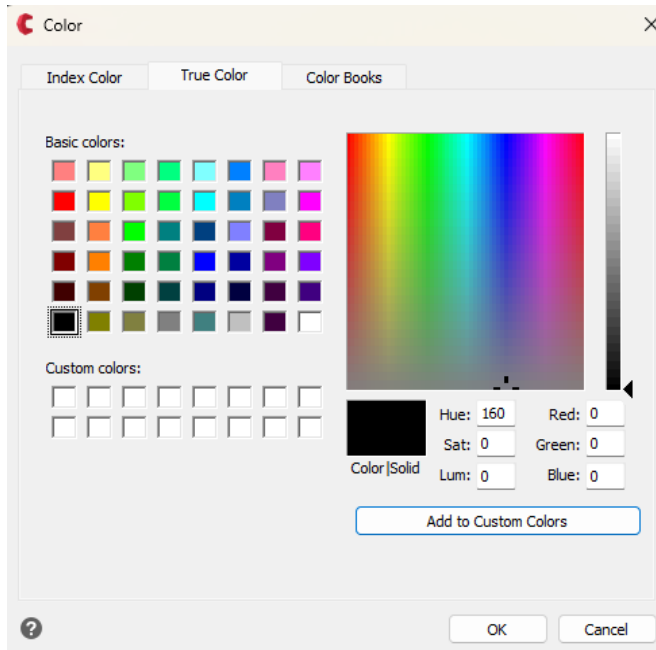 Color
Index Color True Color Color Books
Basic colors:
Custom colors:
Color|Solid
Hue: 160 Red: 0
Sat: 0 Green: 0
Lum: 0 Blue: 0
Add to Custom Colors
OK Cancel